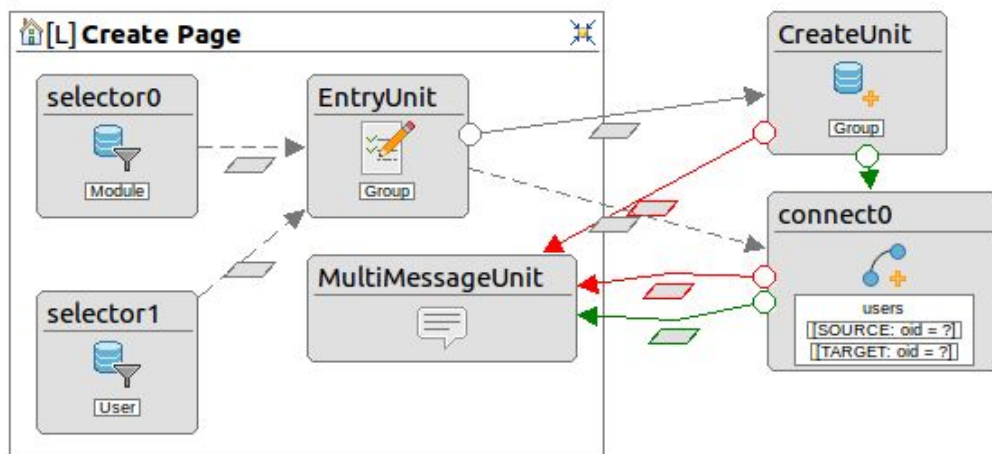 [L] Create Page
selector0
Module
EntryUnit
Group
CreateUnit
Group
selector1
User
MultiMessageUnit
connect0
users
[[SOURCE: oid = ?]
[[TARGET: oid = ?]